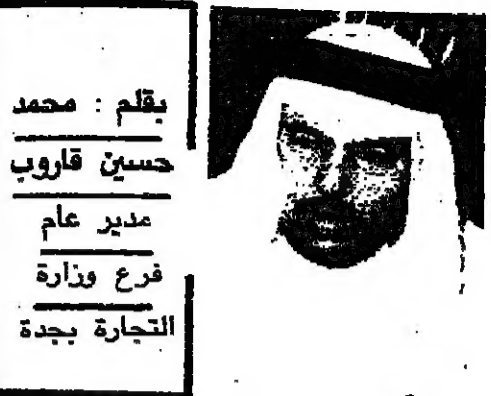 بقلم : محمد
حسين قاروب
مدير عام
فرع وزارة
التجارة بجدة